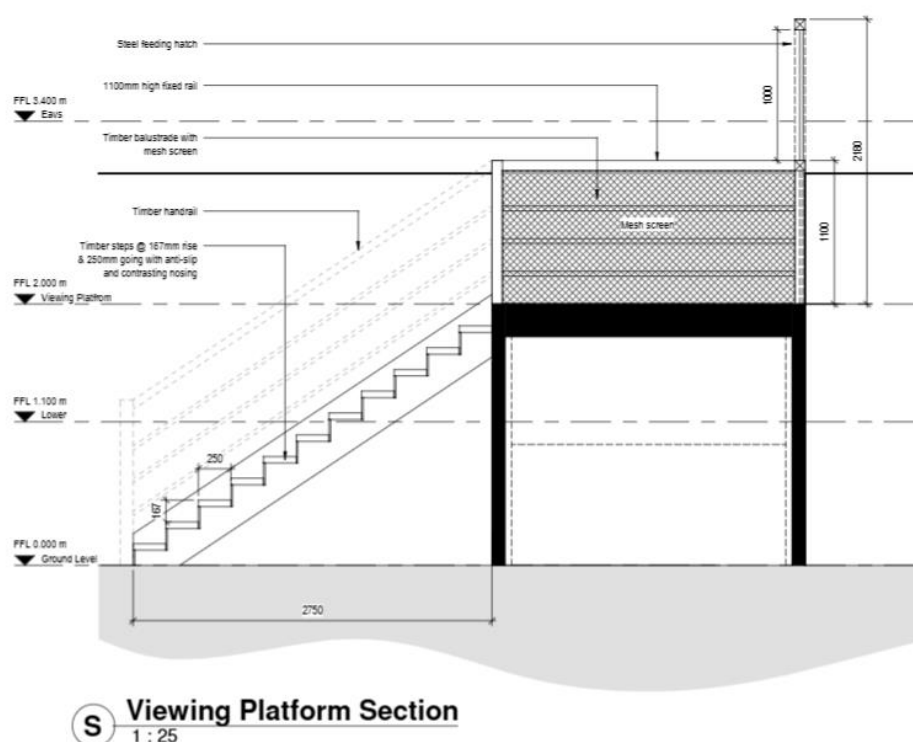 Steel feeding hatch
1100mm high fixed rail
FFL 3.400 m
Eavs
Timber balustrade with
mesh screen
1000
2180
Timber handrail
Mesh screen
1100
Timber steps @ 167mm rise
& 250mm going with anti-slip
and contrasting nosing
FFL 2.000 m
Viewing Platfrom
FFL 1.100 m
Lower
250
167
FFL 0.000 m
Ground Level
2750
S
Viewing Platform Section
1 : 25